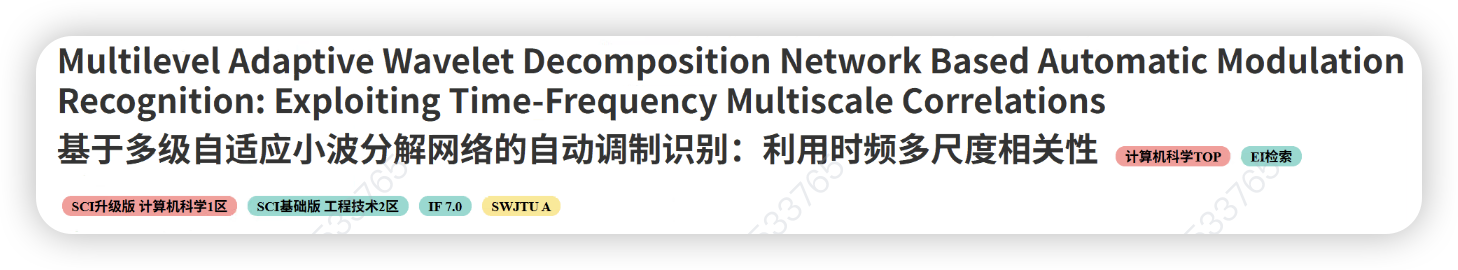 Multilevel Adaptive Wavelet Decomposition Network Based Automatic Modulation
Recognition: Exploiting Time-Frequency Multiscale Correlations
基于多级自适应小波分解网络的自动调制识别：利用时频多尺度相关性 计算机科学TOP EI检索
SCI升级版 计算机科学1区 SCI基础版 工程技术2区 IF 7.0 SWJTU A
533765
533765
533765